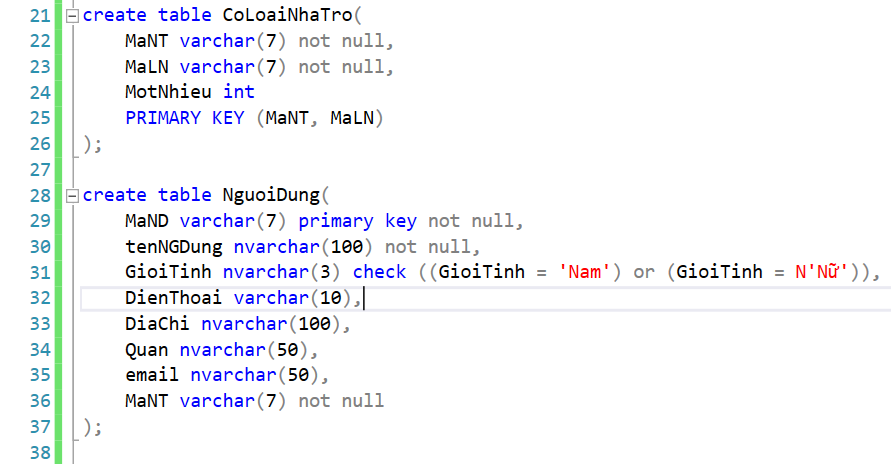 21 create table CoLoaiNhaTro(
22 MaNT varchar(7) not null,
23 MaLN varchar(7) not null,
24 MotNhieu int
25 PRIMARY KEY (MaNT, MaLN)
26 );
27
28 create table NguoiDung(
29 MaND varchar(7) primary key not null,
30 tenNGDung nvarchar(100) not null,
31 GioiTinh nvarchar(3) check ((GioiTinh = 'Nam') or (GioiTinh = N'Nữ')),
32 DienThoai varchar(10),
33 DiaChi nvarchar(100),
34 Quan nvarchar(50),
35 email nvarchar(50),
36 MaNT varchar(7) not null
37 );
38